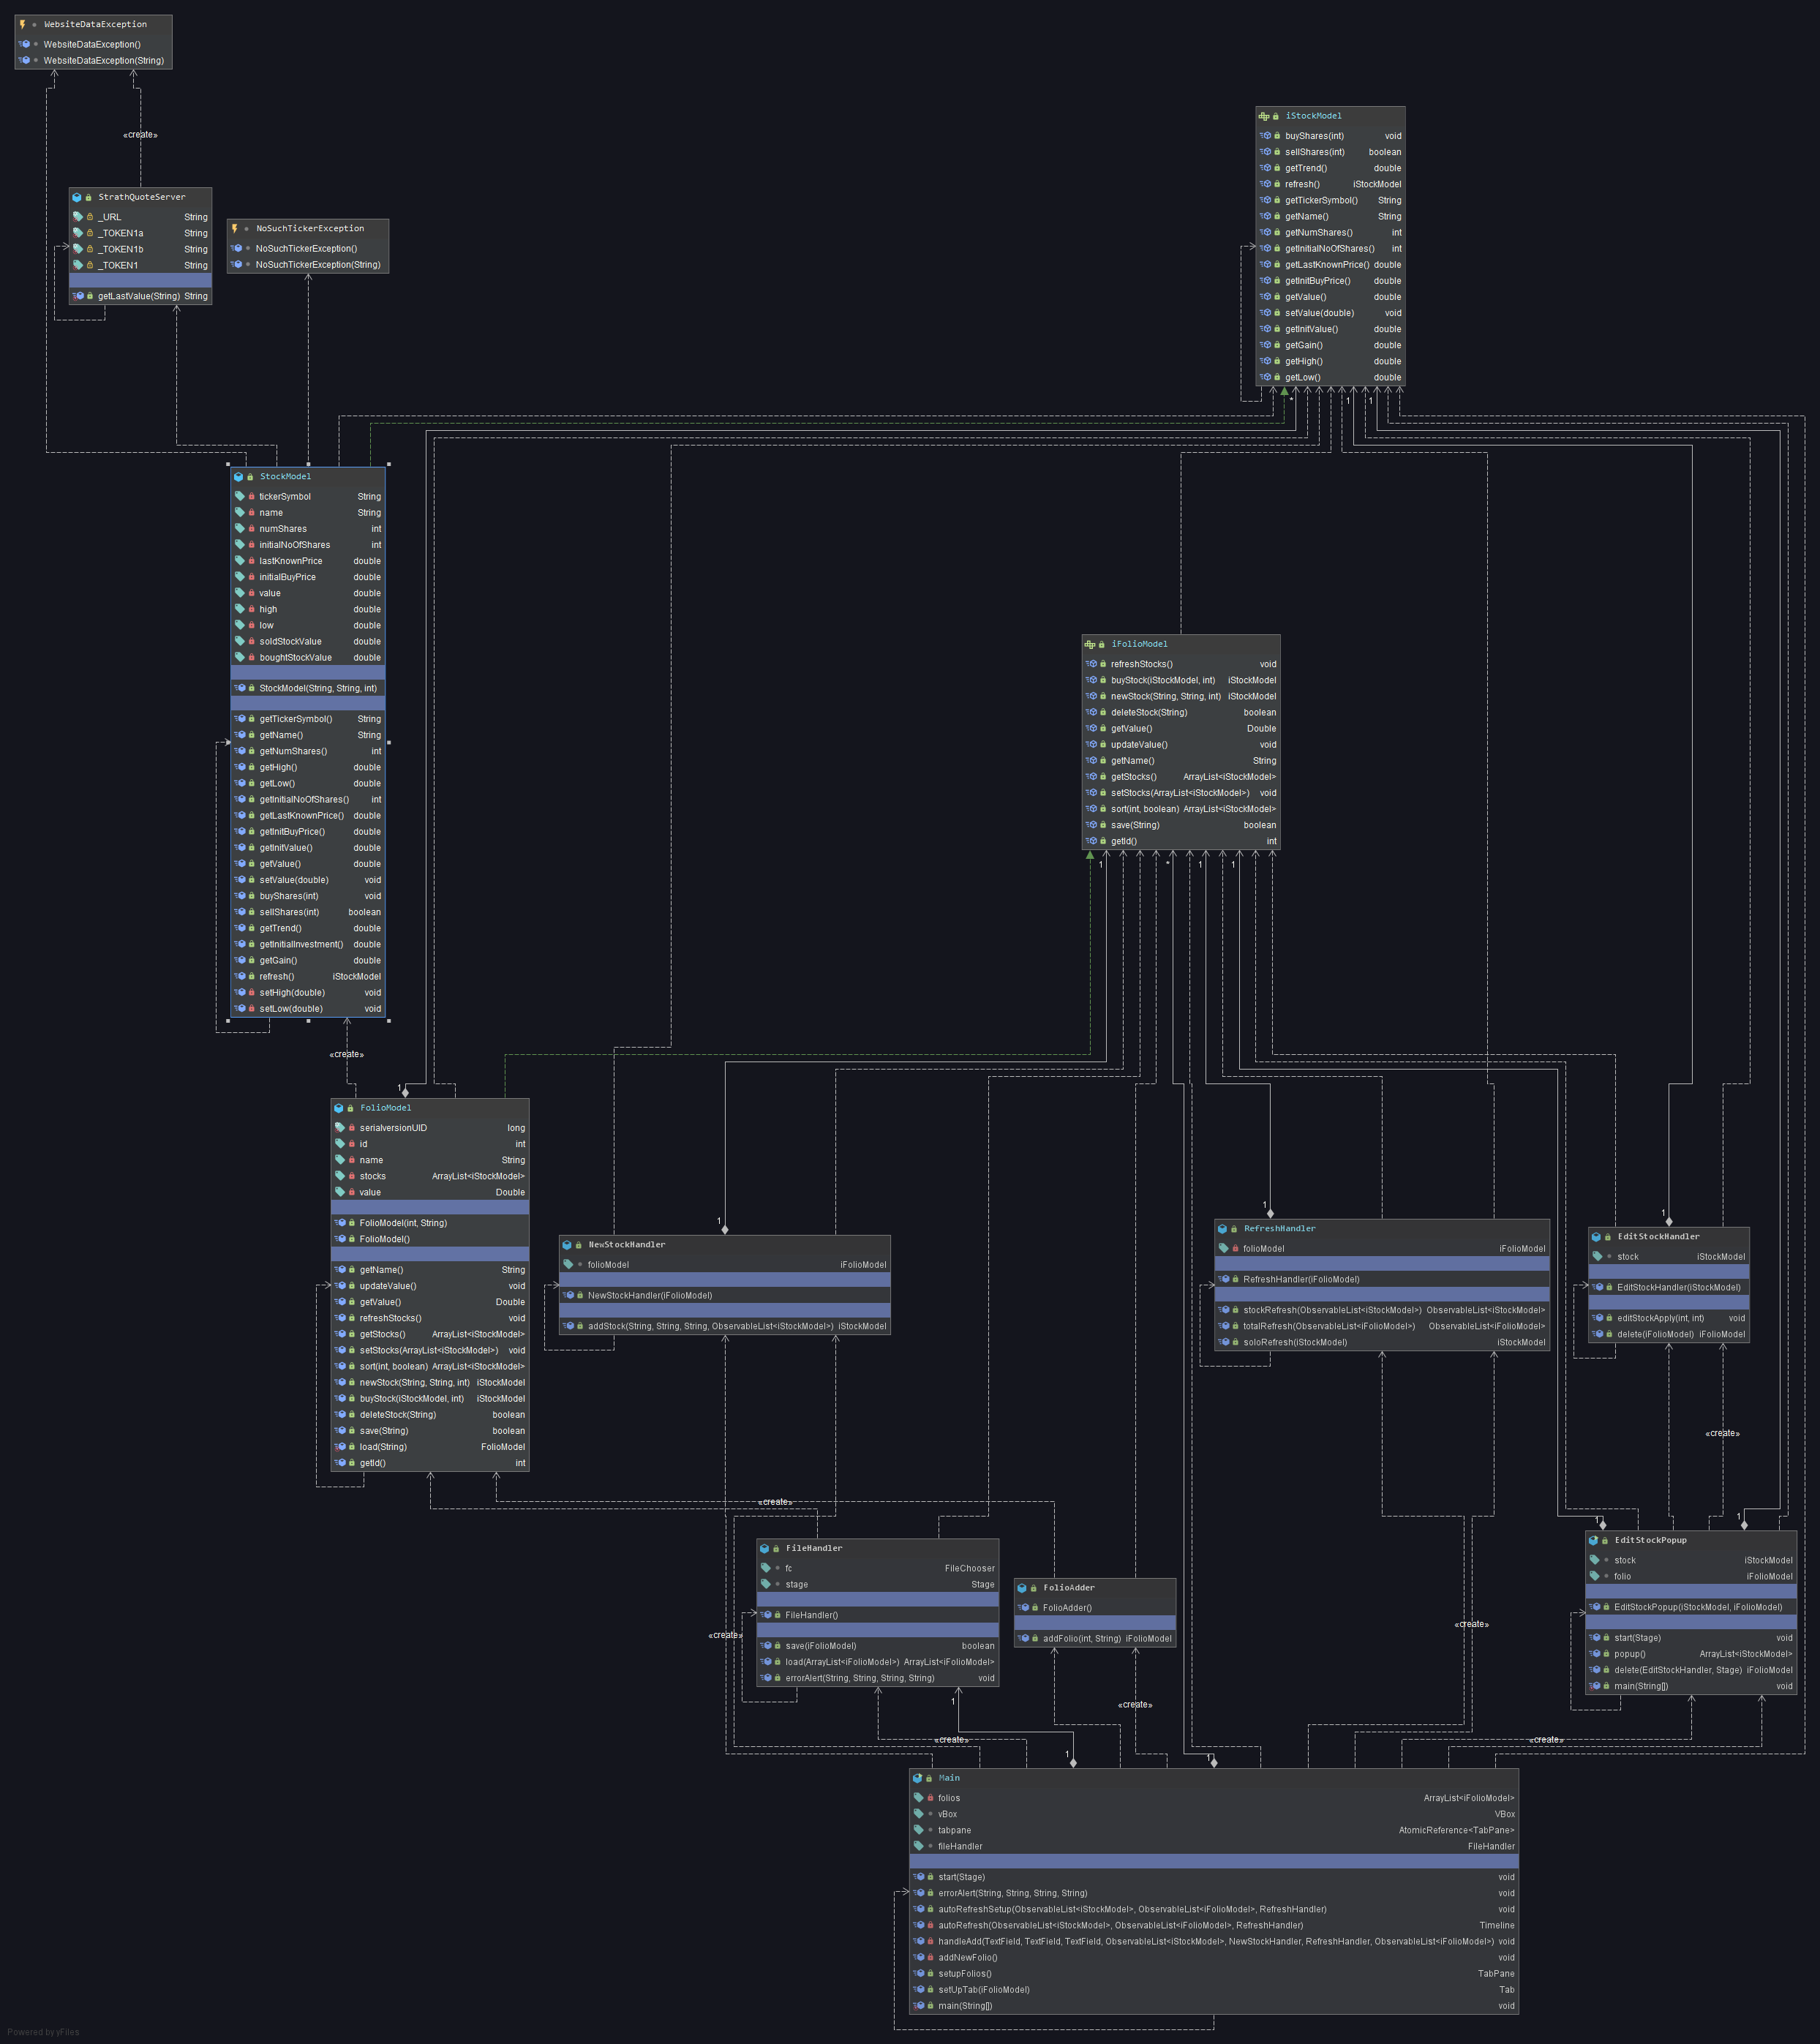 WebsiteDataException
WebsiteDataException()
WebsiteDataException(String)
«create»
StrathQuoteServer
_URL String
_TOKEN1a String
_TOKEN1b String
_TOKEN1 String
getLastValue(String) String
NoSuchTickerException
NoSuchTickerException()
NoSuchTickerException(String)
iStockModel
buyShares(int) void
sellShares(int) boolean
getTrend() double
refresh() iStockModel
getTickerSymbol() String
getName() String
getNumShares() int
getInitialNoOfShares() int
getLastKnownPrice() double
getInitBuyPrice() double
getValue() double
setValue(double) void
getInitValue() double
getGain() double
getHigh() double
getLow() double
* 1 1
StockModel
tickerSymbol String
name String
numShares int
initialNoOfShares int
lastKnownPrice double
initialBuyPrice double
value double
high double
low double
soldStockValue double
boughtStockValue double
StockModel(String, String, int)
getTickerSymbol() String
getName() String
getNumShares() int
getHigh() double
getLow() double
getInitialNoOfShares() int
getLastKnownPrice() double
getInitBuyPrice() double
getInitValue() double
getValue() double
setValue(double) void
buyShares(int) void
sellShares(int) boolean
getTrend() double
getInitialInvestment() double
getGain() double
refresh() iStockModel
setHigh(double) void
setLow(double) void
iFolioModel
refreshStocks() void
buyStock(iStockModel, int) iStockModel
newStock(String, String, int) iStockModel
deleteStock(String) boolean
getValue() Double
updateValue() void
getName() String
getStocks() ArrayList<iStockModel>
setStocks(ArrayList<iStockModel>) void
sort(int, boolean) ArrayList<iStockModel>
save(String) boolean
getId() int
1 * 1 1
«create»
1
FolioModel
serialversionUID long
id int
name String
stocks ArrayList<iStockModel>
value Double
FolioModel(int, String)
FolioModel()
getName() String
updateValue() void
getValue() Double
refreshStocks() void
getStocks() ArrayList<iStockModel>
setStocks(ArrayList<iStockModel>) void
sort(int, boolean) ArrayList<iStockModel>
newStock(String, String, int) iStockModel
buyStock(iStockModel, int) iStockModel
deleteStock(String) boolean
save(String) boolean
load(String) FolioModel
getId() int
1
NewStockHandler
folioModel iFolioModel
NewStockHandler(iFolioModel)
addStock(String, String, String, ObservableList<iStockModel>) iStockModel
1
RefreshHandler
folioModel iFolioModel
RefreshHandler(iFolioModel)
stockRefresh(ObservableList<iStockModel>) ObservableList<iStockModel>
totalRefresh(ObservableList<iFolioModel>) ObservableList<iFolioModel>
soloRefresh(iStockModel) iStockModel
1
EditStockHandler
stock iStockModel
EditStockHandler(iStockModel)
editStockApply(int, int) void
delete(iFolioModel) iFolioModel
«create»
«create»
FileHandler
fc FileChooser
stage Stage
FileHandler()
save(iFolioModel) boolean
load(ArrayList<iFolioModel>) ArrayList<iFolioModel>
errorAlert(String, String, String, String) void
«create»
FolioAdder
FolioAdder()
addFolio(int, String) iFolioModel
«create»
«create»
1 1
EditStockPopup
stock iStockModel
folio iFolioModel
EditStockPopup(iStockModel, iFolioModel)
start(Stage) void
popup() ArrayList<iStockModel>
delete(EditStockHandler, Stage) iFolioModel
main(String[]) void
1
«create»
«create»
1 1
Main
folios ArrayList<iFolioModel>
vBox VBox
tabpane AtomicReference<TabPane>
fileHandler FileHandler
start(Stage) void
errorAlert(String, String, String, String) void
autoRefreshSetup(ObservableList<iStockModel>, ObservableList<iFolioModel>, RefreshHandler) void
autoRefresh(ObservableList<iStockModel>, ObservableList<iFolioModel>, RefreshHandler) Timeline
handleAdd(TextField, TextField, TextField, ObservableList<iStockModel>, NewStockHandler, RefreshHandler, ObservableList<iFolioModel>) void
addNewFolio() void
setupFolios() TabPane
setUpTab(iFolioModel) Tab
main(String[]) void
Powered by yFiles